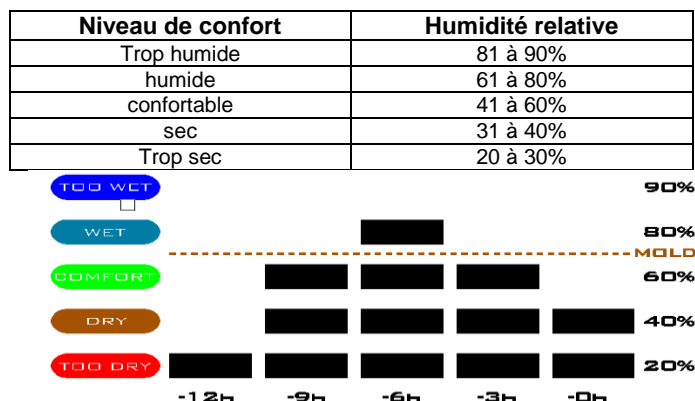 Niveau de confort Humidité relative
Trop humide 81 à 90%
humide 61 à 80%
confortable 41 à 60%
sec 31 à 40%
Trop sec 20 à 30%
TOO WET 90%
WET 80%
MOLD
COMFORT 60%
DRY 40%
TOO DRY 20%
-12h -9h -6h -3h -0h